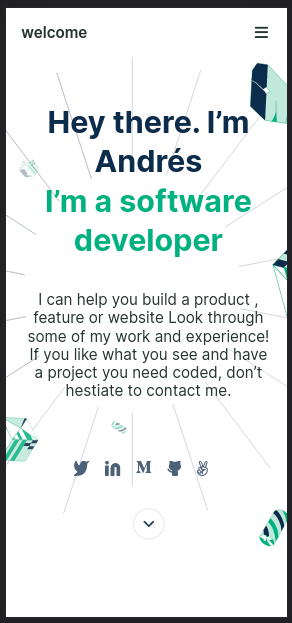 welcome
Hey there. I’m
Andrés
I’m a software
developer
I can help you build a product ,
feature or website Look through
some of my work and experience!
If you like what you see and have
a project you need coded, don’t
hestiate to contact me.